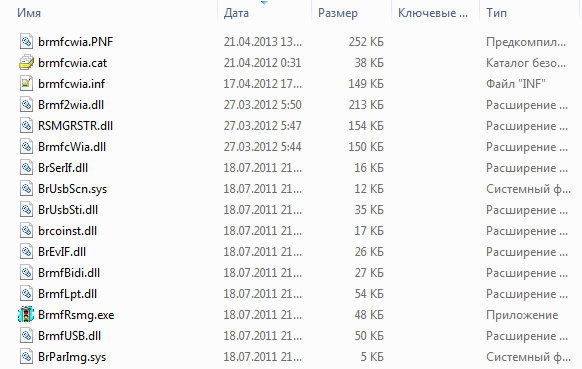 Имя Дата Размер Ключевые ... Тип
brmfcwia.PNF 21.04.2013 13... 252 КБ Предкомпил...
brmfcwia.cat 21.04.2012 0:31 38 КБ Каталог безо...
brmfcwia.inf 17.04.2012 17... 149 КБ Файл "INF"
Brmf2wia.dll 27.03.2012 5:50 213 КБ Расширение ...
RSMGRSTR.dll 27.03.2012 5:47 154 КБ Расширение ...
BrmfcWia.dll 27.03.2012 5:44 150 КБ Расширение ...
BrSerIf.dll 18.07.2011 21... 16 КБ Расширение ...
BrUsbScn.sys 18.07.2011 21... 12 КБ Системный ф...
BrUsbSti.dll 18.07.2011 21... 35 КБ Расширение ...
brcoinst.dll 18.07.2011 21... 17 КБ Расширение ...
BrEvIF.dll 18.07.2011 21... 26 КБ Расширение ...
BrmfBidi.dll 18.07.2011 21... 27 КБ Расширение ...
BrmfLpt.dll 18.07.2011 21... 54 КБ Расширение ...
BrmfRsmg.exe 18.07.2011 21... 48 КБ Приложение
BrmfUSB.dll 18.07.2011 21... 50 КБ Расширение ...
BrParImg.sys 18.07.2011 21... 5 КБ Системный ф...